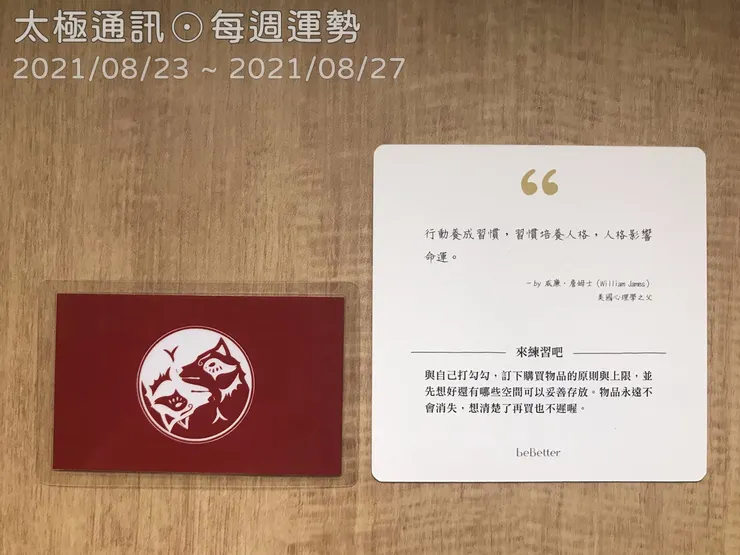 太極通訊⊙每週運勢
2021/08/23 ~ 2021/08/27
“
行動養成習慣，習慣培養人格，人格影響
命運。
- by 威廉・詹姆士 (William James)
美國心理學之父
來練習吧
與自己打勾勾，訂下購買物品的原則與上限，並
先想好還有哪些空間可以妥善存放。物品永遠不
會消失，想清楚了再買也不遲喔。
beBetter